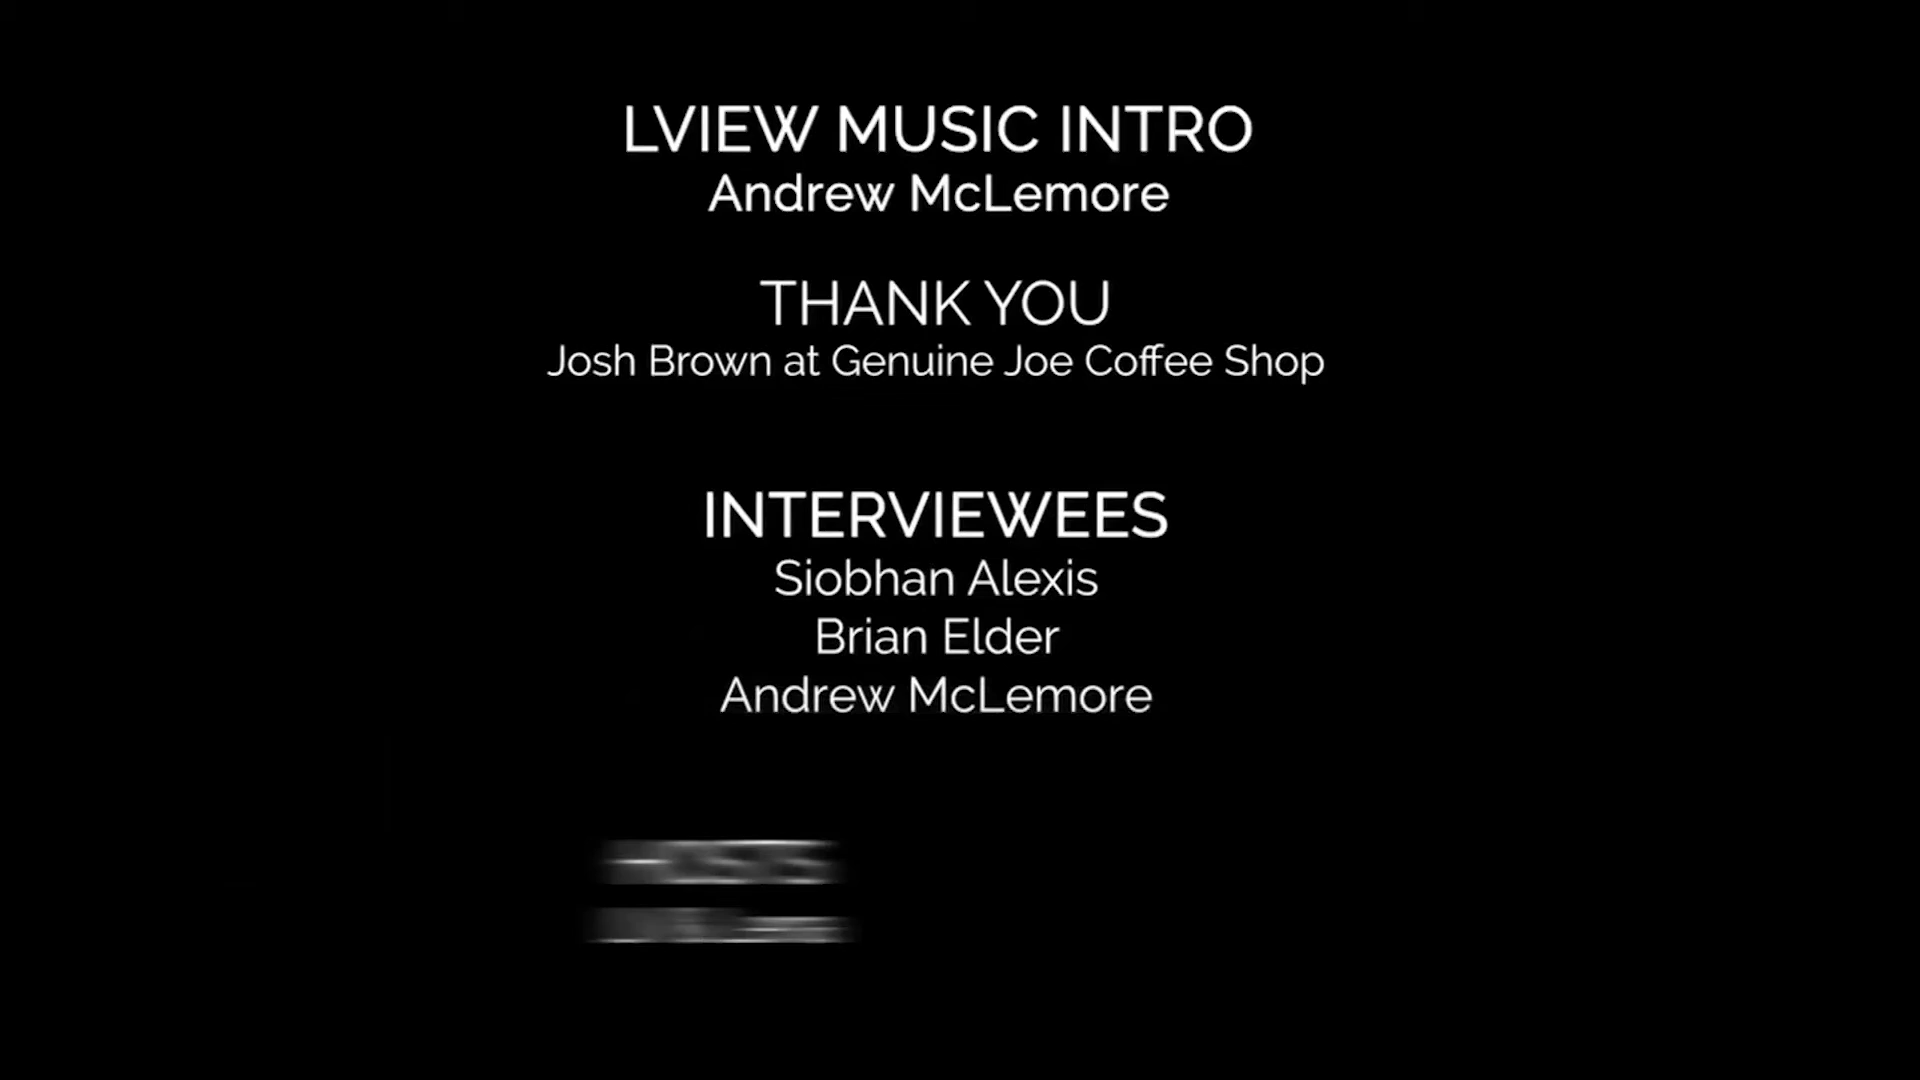 LVIEW MUSIC INTRO
Andrew McLemore
THANK YOU
Josh Brown at Genuine Joe Coffee Shop
INTERVIEWEES
Siobhan Alexis
Brian Elder
Andrew McLemore